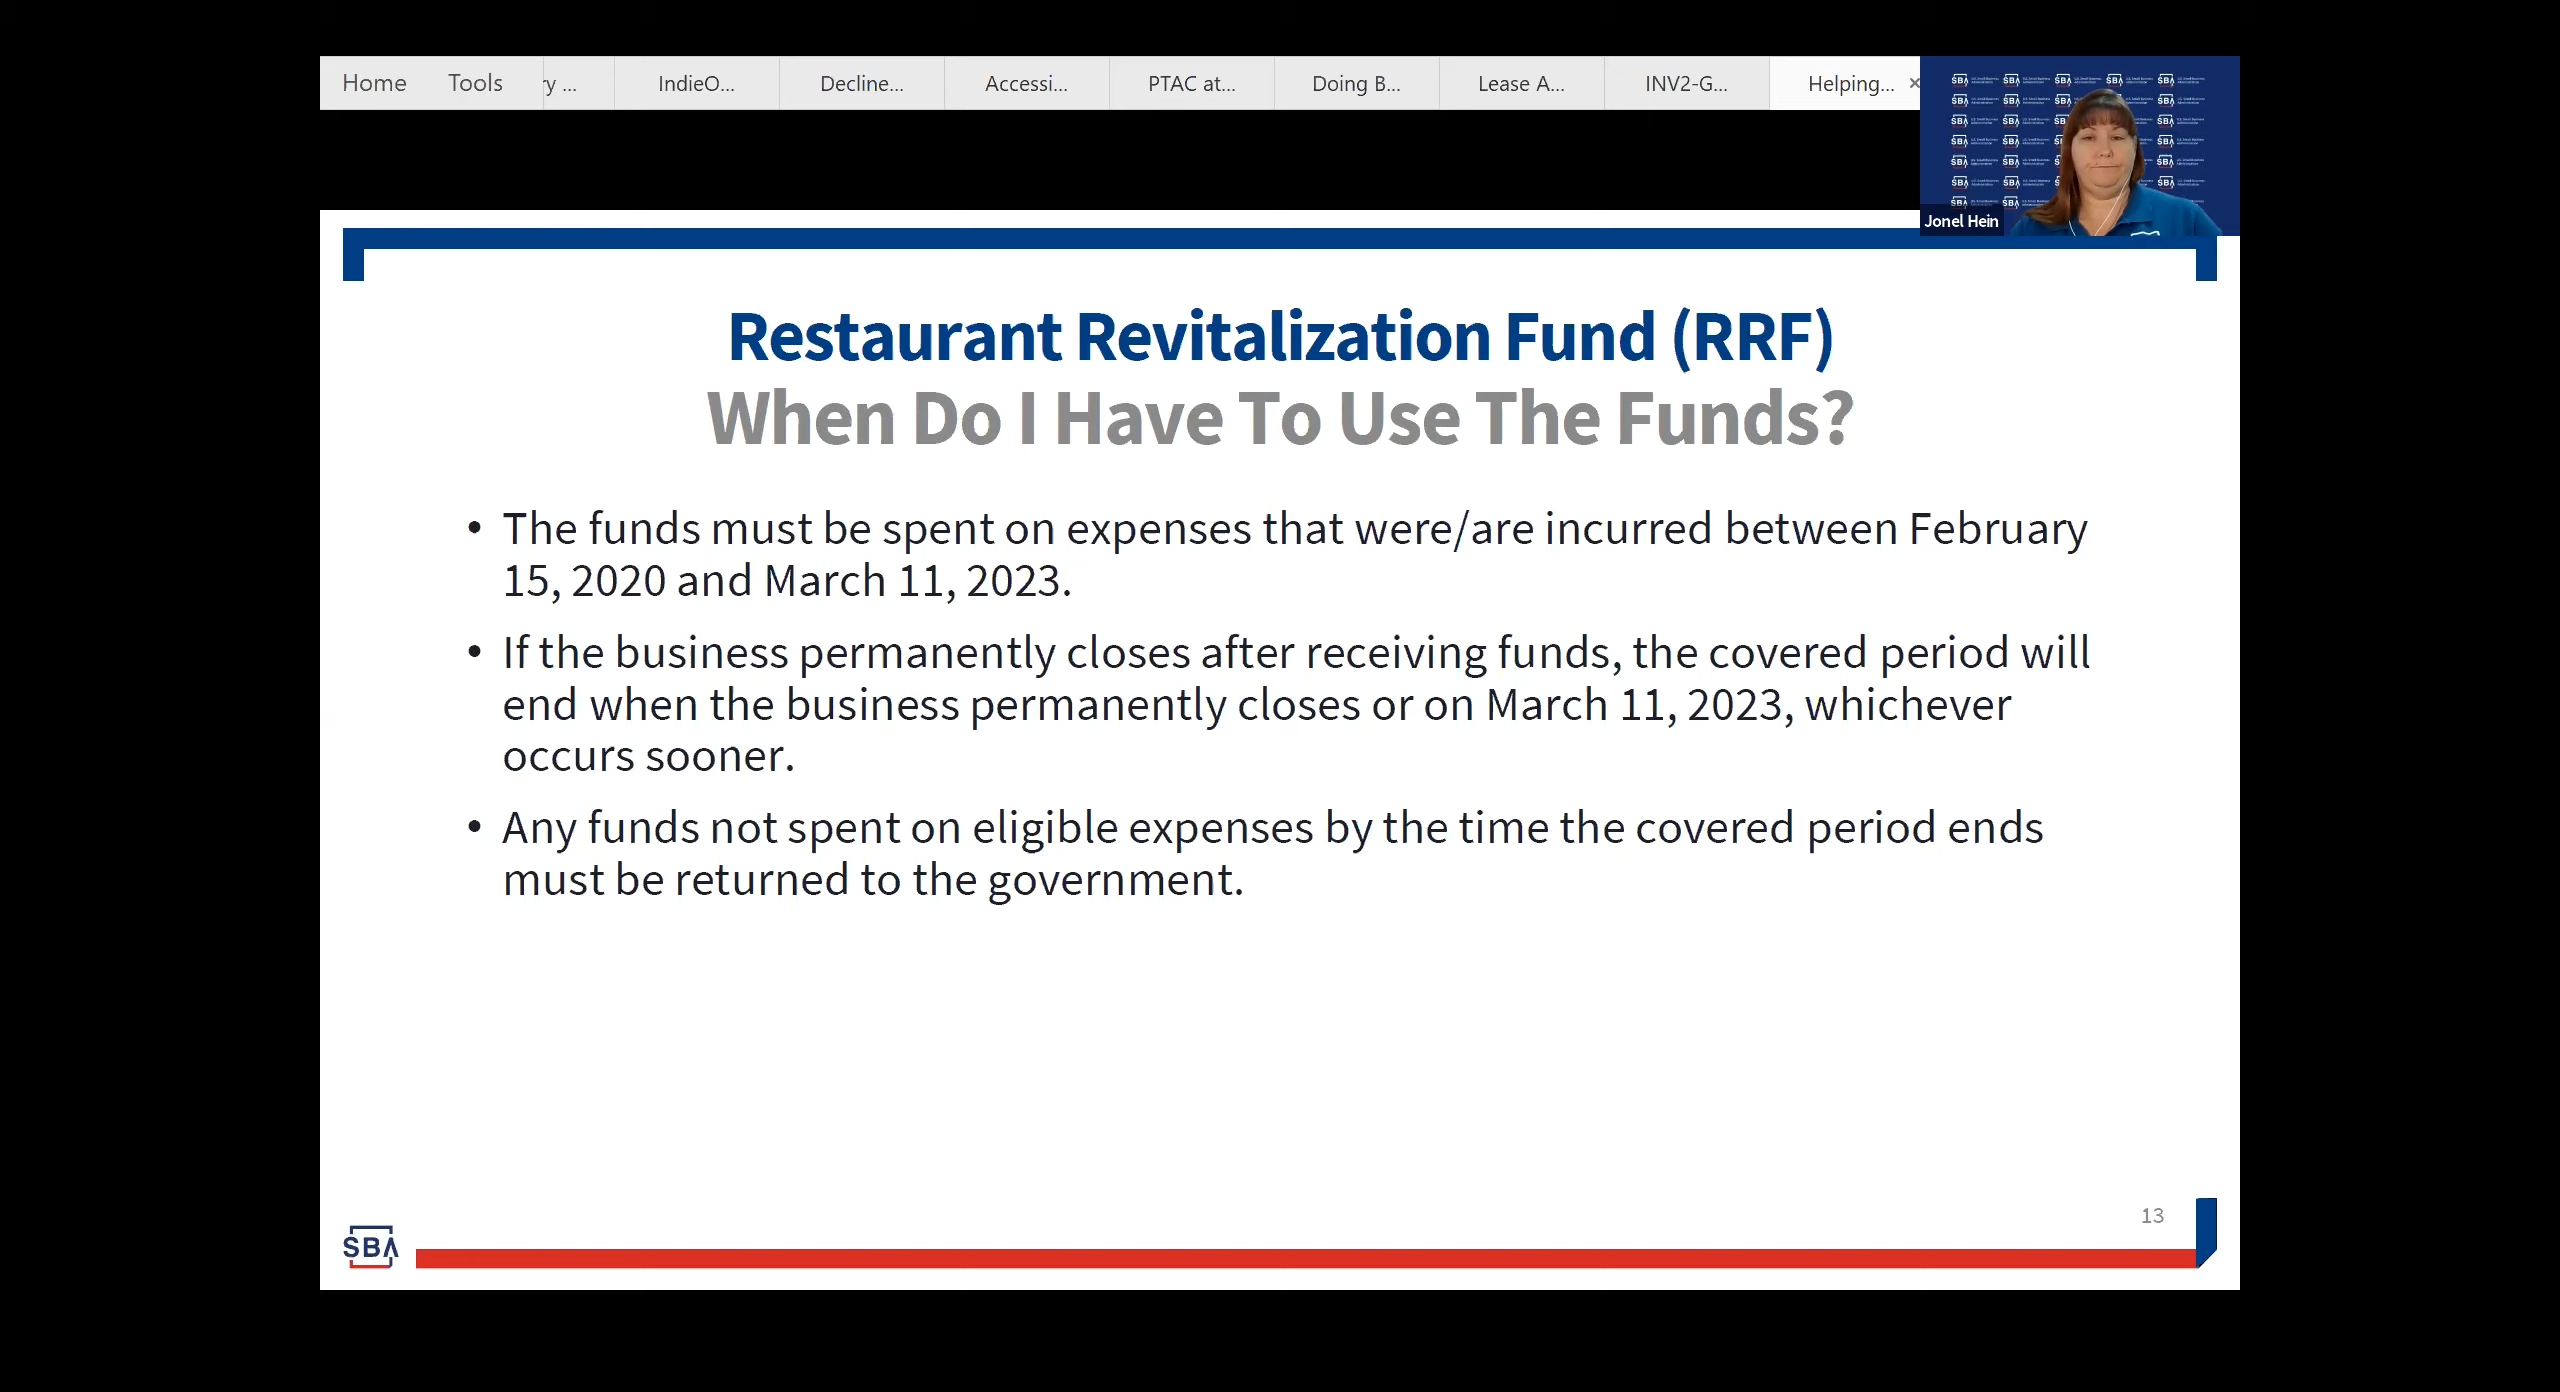 Home Tools ry ... IndieO... Decline... Accessi... PTAC at... Doing B... Lease A... INV2-G... Helping... ×
SBA
Jonel Hein
Restaurant Revitalization Fund (RRF)
When Do I Have To Use The Funds?
• The funds must be spent on expenses that were/are incurred between February
15, 2020 and March 11, 2023.
• If the business permanently closes after receiving funds, the covered period will
end when the business permanently closes or on March 11, 2023, whichever
occurs sooner.
• Any funds not spent on eligible expenses by the time the covered period ends
must be returned to the government.
13
SBA